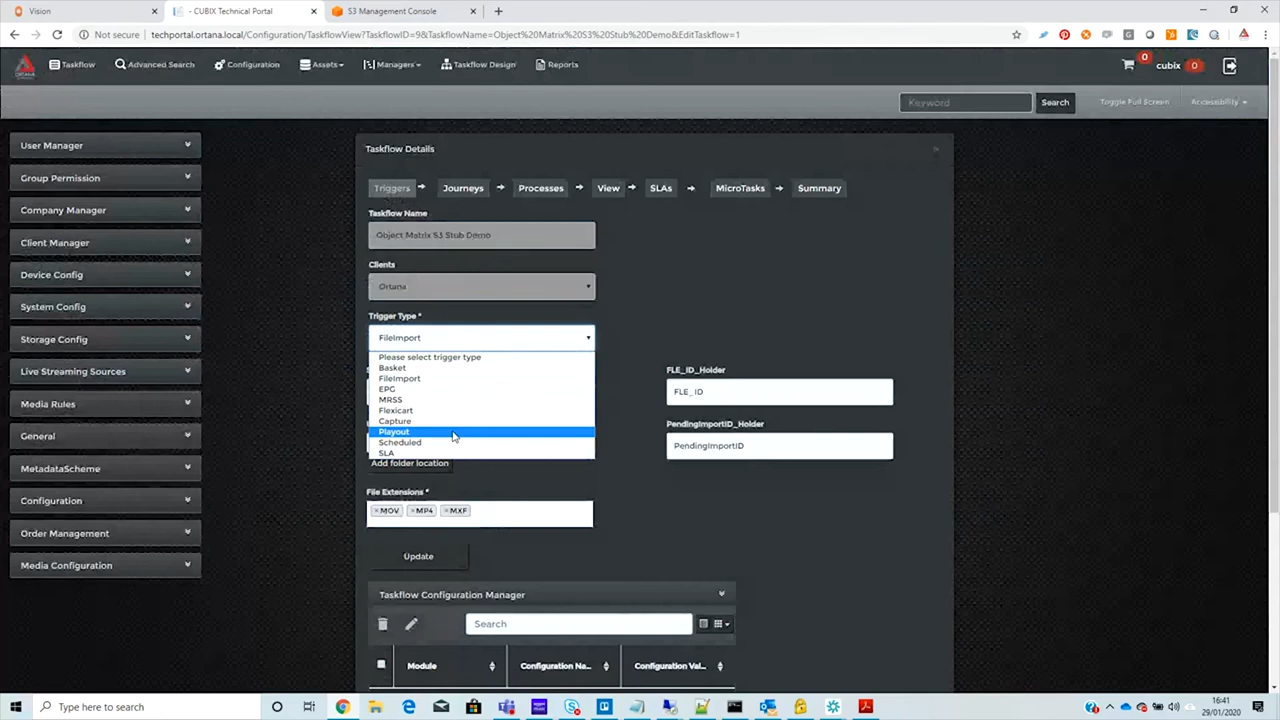 Vision
- CUBIX Technical Portal
S3 Management Console
Not secure
techportal.ortana.local/Configuration/TaskflowView?TaskflowID=9&TaskflowName=Object%20Matrix%20S3%20Stub%20Demo&EditTaskflow=1
Taskflow
Advanced Search
Configuration
Assets
Managers
Taskflow Design
Reports
0
cubix 0
Keyword
Search
Toggle Full Screen
Accessibility
User Manager
Group Permission
Company Manager
Client Manager
Device Config
System Config
Storage Config
Live Streaming Sources
Media Rules
General
MetadataScheme
Configuration
Order Management
Media Configuration
Taskflow Details
Triggers
Journeys
Processes
View
SLAs
MicroTasks
Summary
Taskflow Name
Object Matrix S3 Stub Demo
Clients
Ortana
Trigger Type *
FileImport
Please select trigger type
Basket
FileImport
EPG
MRSS
Flexicart
Capture
Playout
Scheduled
SLA
FLE_ID_Holder
FLE_ID
PendingImportID_Holder
PendingImportID
Add folder location
File Extensions *
× MOV × MP4 × MXF
Update
Taskflow Configuration Manager
Search
Module
Configuration Na...
Configuration Val...
Type here to search
16:41
29/01/2020